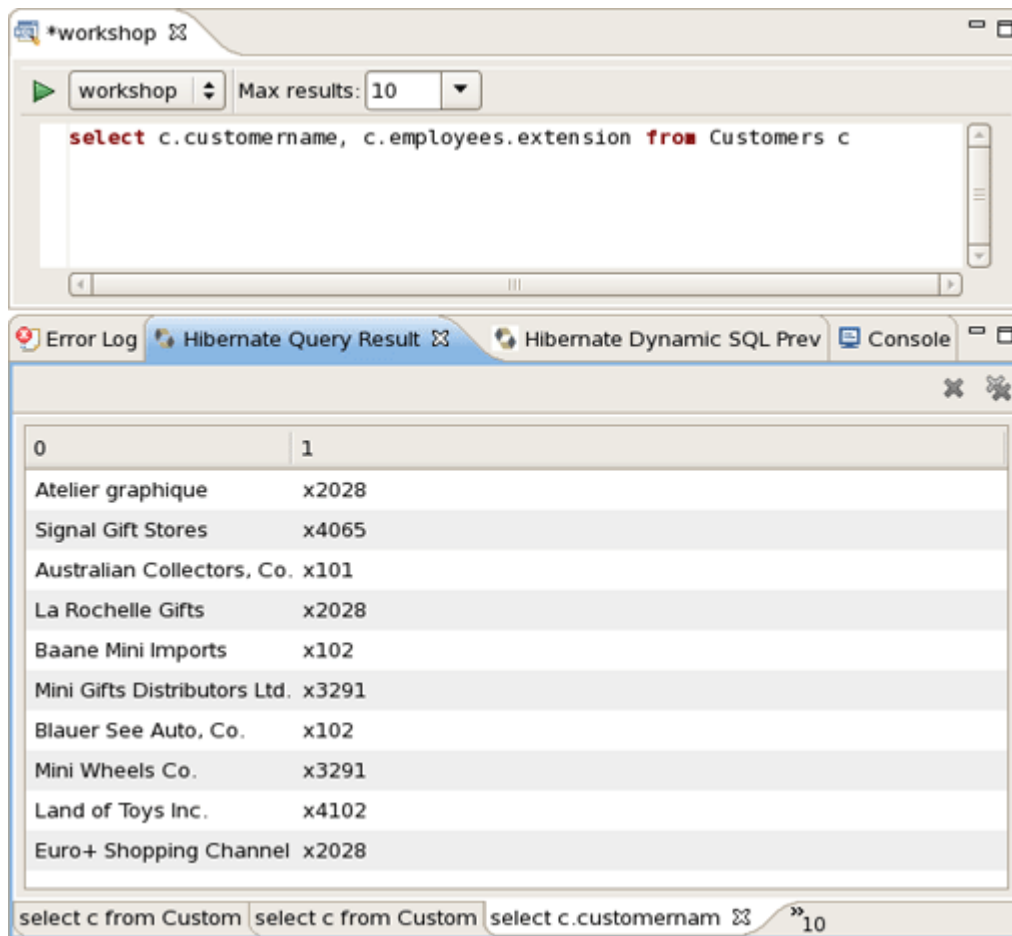 *workshop
workshop Max results: 10
select c.customername, c.employees.extension from Customers c
Error Log Hibernate Query Result Hibernate Dynamic SQL Prev Console
0 1
Atelier graphique x2028
Signal Gift Stores x4065
Australian Collectors, Co. x101
La Rochelle Gifts x2028
Baane Mini Imports x102
Mini Gifts Distributors Ltd. x3291
Blauer See Auto, Co. x102
Mini Wheels Co. x3291
Land of Toys Inc. x4102
Euro+ Shopping Channel x2028
select c from Custom select c from Custom select c.customernam »10